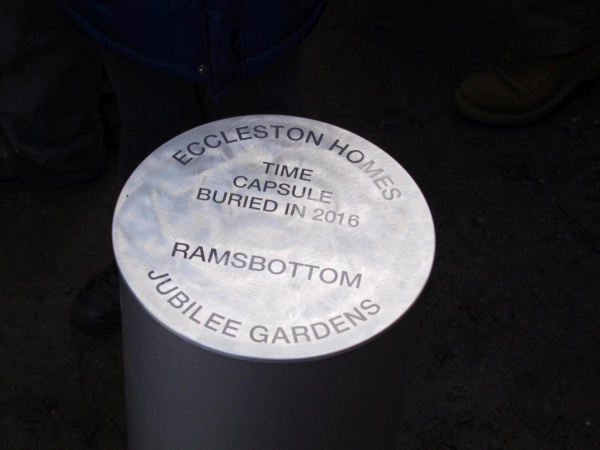 ECCLESTON HOMES
TIME
CAPSULE
BURIED IN 2016
RAMSBOTTOM
JUBILEE GARDENS